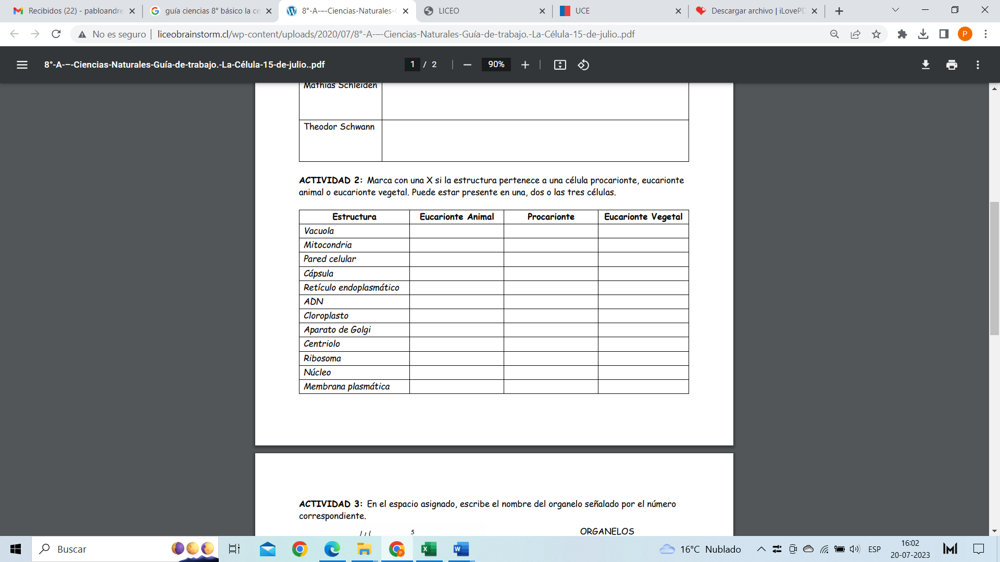 Recibidos (22) - pabloandre
guía ciencias 8° básico la ce
8°-A-–-Ciencias-Naturales-G
LICEO
UCE
Descargar archivo | iLovePD
No es seguro
liceobrainstorm.cl/wp-content/uploads/2020/07/8°-A-–-Ciencias-Naturales-Guía-de-trabajo.-La-Célula-15-de-julio..pdf
P
8°-A-–-Ciencias-Naturales-Guía-de-trabajo.-La-Célula-15-de-julio..pdf
1 / 2
90%
Mathias Schleiden
Theodor Schwann
ACTIVIDAD 2: Marca con una X si la estructura pertenece a una célula procarionte, eucarionte
animal o eucarionte vegetal. Puede estar presente en una, dos o las tres células.
Estructura Eucarionte Animal Procarionte Eucarionte Vegetal
Vacuola
Mitocondria
Pared celular
Cápsula
Retículo endoplasmático
ADN
Cloroplasto
Aparato de Golgi
Centriolo
Ribosoma
Núcleo
Membrana plasmática
ACTIVIDAD 3: En el espacio asignado, escribe el nombre del organelo señalado por el número
correspondiente.
5
ORGANELOS
Buscar
16°C Nublado
ESP
16:02
20-07-2023